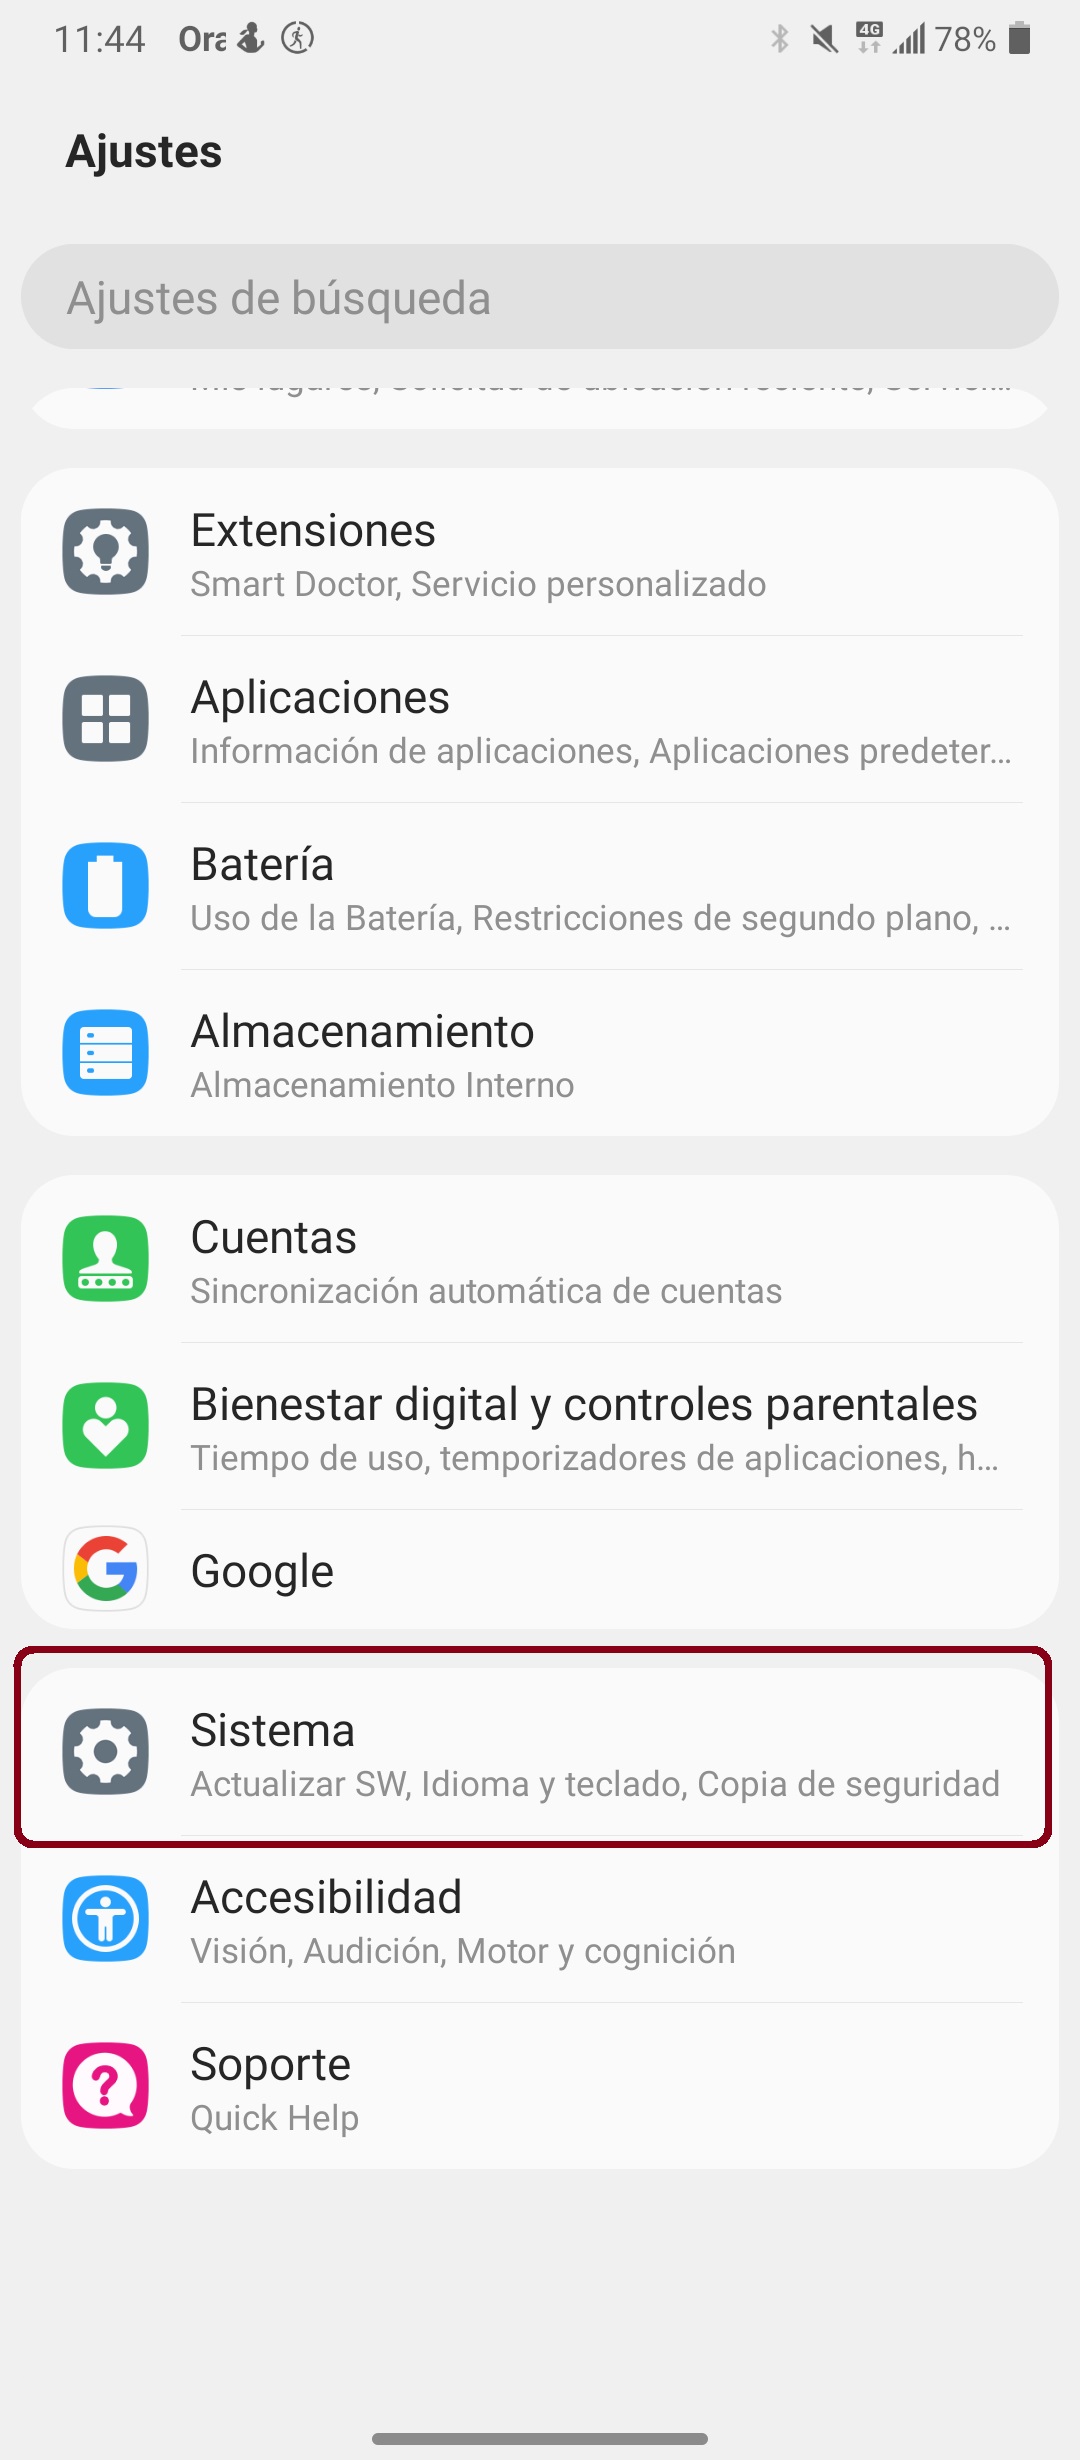 11:44 Ora 4G 78%
Ajustes
Ajustes de búsqueda
Extensiones
Smart Doctor, Servicio personalizado
Aplicaciones
Información de aplicaciones, Aplicaciones predeter...
Batería
Uso de la Batería, Restricciones de segundo plano, ...
Almacenamiento
Almacenamiento Interno
Cuentas
Sincronización automática de cuentas
Bienestar digital y controles parentales
Tiempo de uso, temporizadores de aplicaciones, h...
Google
Sistema
Actualizar SW, Idioma y teclado, Copia de seguridad
Accesibilidad
Visión, Audición, Motor y cognición
Soporte
Quick Help